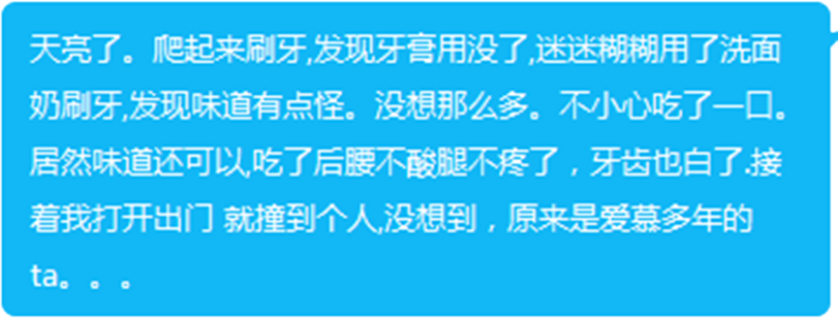 天亮了。爬起来刷牙,发现牙膏用没了,迷迷糊糊用了洗面
奶刷牙,发现味道有点怪。没想那么多。不小心吃了一口。
居然味道还可以,吃了后腰不酸腿不疼了，牙齿也白了.接
着我打开出门 就撞到个人,没想到，原来是爱慕多年的
ta。。。